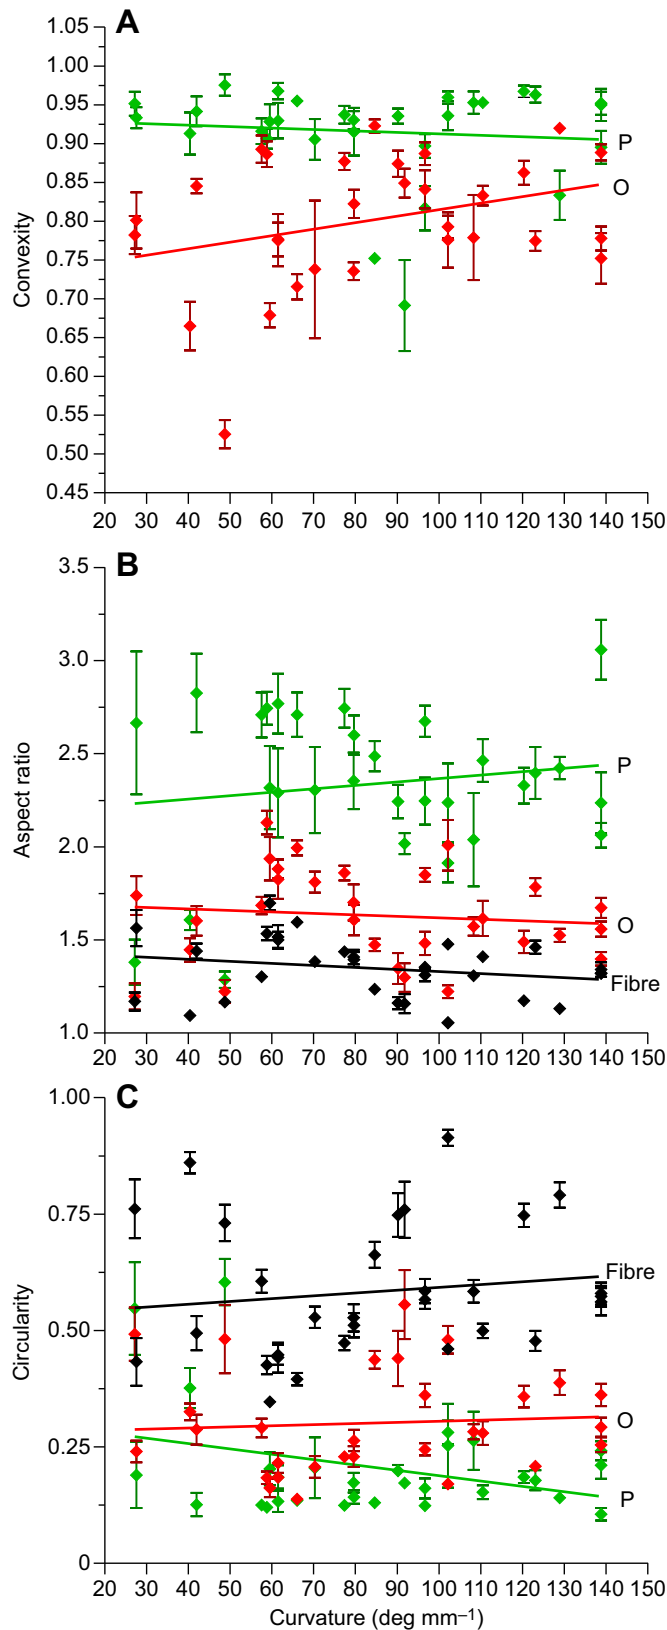 A
1.05
1.00
0.95
0.90
0.85
0.80
0.75
0.70
0.65
0.60
0.55
0.50
0.45
Convexity
P
O
20 30 40 50 60 70 80 90 100 110 120 130 140 150
B
3.5
3.0
2.5
2.0
1.5
1.0
Aspect ratio
P
O
Fibre
20 30 40 50 60 70 80 90 100 110 120 130 140 150
C
1.00
0.75
0.50
0.25
0
Circularity
Fibre
O
P
20 30 40 50 60 70 80 90 100 110 120 130 140 150
Curvature (deg mm⁻¹)